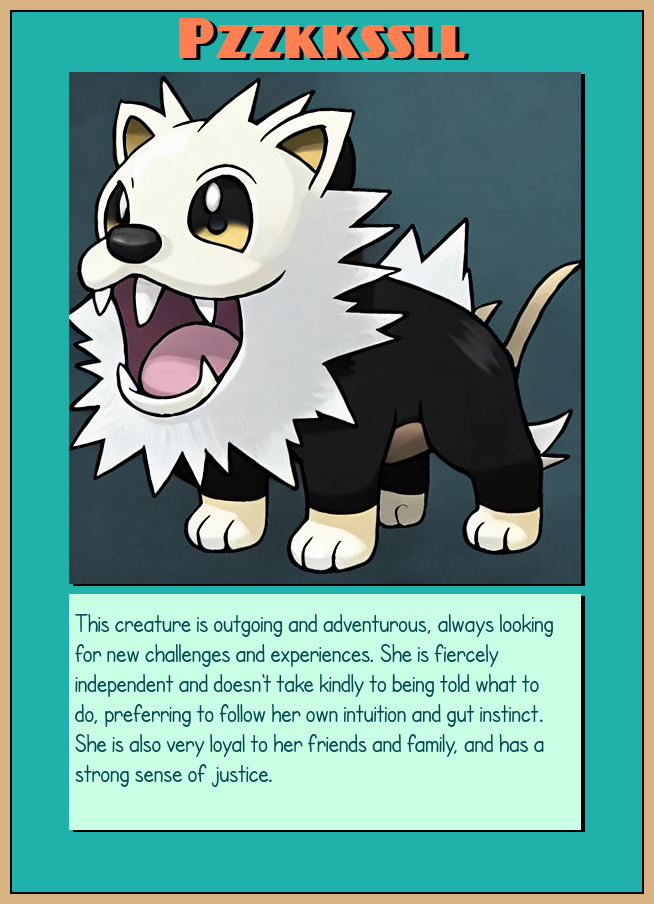 Pzzkkssll
This creature is outgoing and adventurous, always looking
for new challenges and experiences. She is fiercely
independent and doesn't take kindly to being told what to
do, preferring to follow her own intuition and gut instinct.
She is also very loyal to her friends and family, and has a
strong sense of justice.